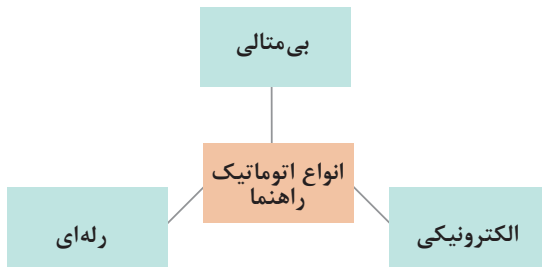 بی‌متالی
انواع اتوماتیک
راهنما
الکترونیکی
رله‌ای